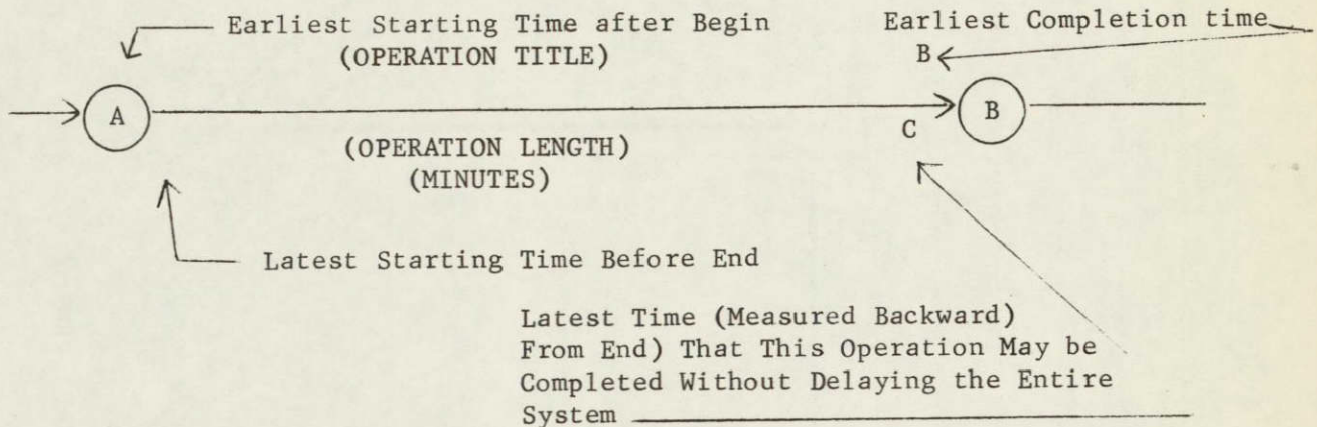 Earliest Starting Time after Begin
(OPERATION TITLE)
Earliest Completion time
B
A
B
C
(OPERATION LENGTH)
(MINUTES)
Latest Starting Time Before End
Latest Time (Measured Backward)
From End) That This Operation May be
Completed Without Delaying the Entire
System